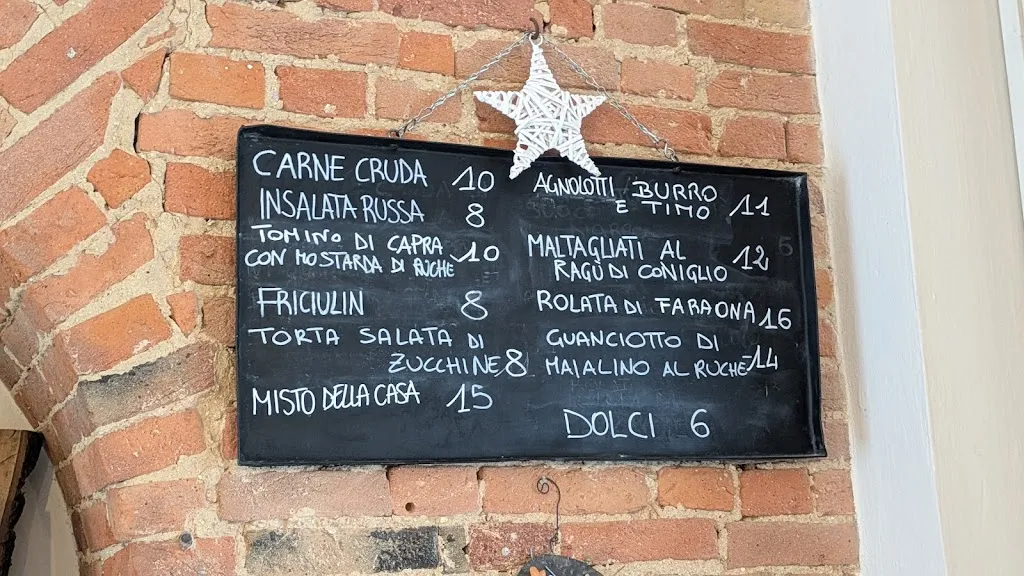 CARNE CRUDA 10
INSALATA RUSSA 8
TOMINO DI CAPRA
CON MOSTARDA DI RUCHE 10
FRICIULIN 8
TORTA SALATA DI
ZUCCHINE 8
MISTO DELLA CASA 15
AGNOLOTTI BURRO
E TIMO 11
MALTAGLIATI AL
RAGÙ DI CONIGLIO 12
ROLATA DI FARAONA 16
GUANCIOTTO DI
MAIALINO AL RUCHE 14
DOLCI 6